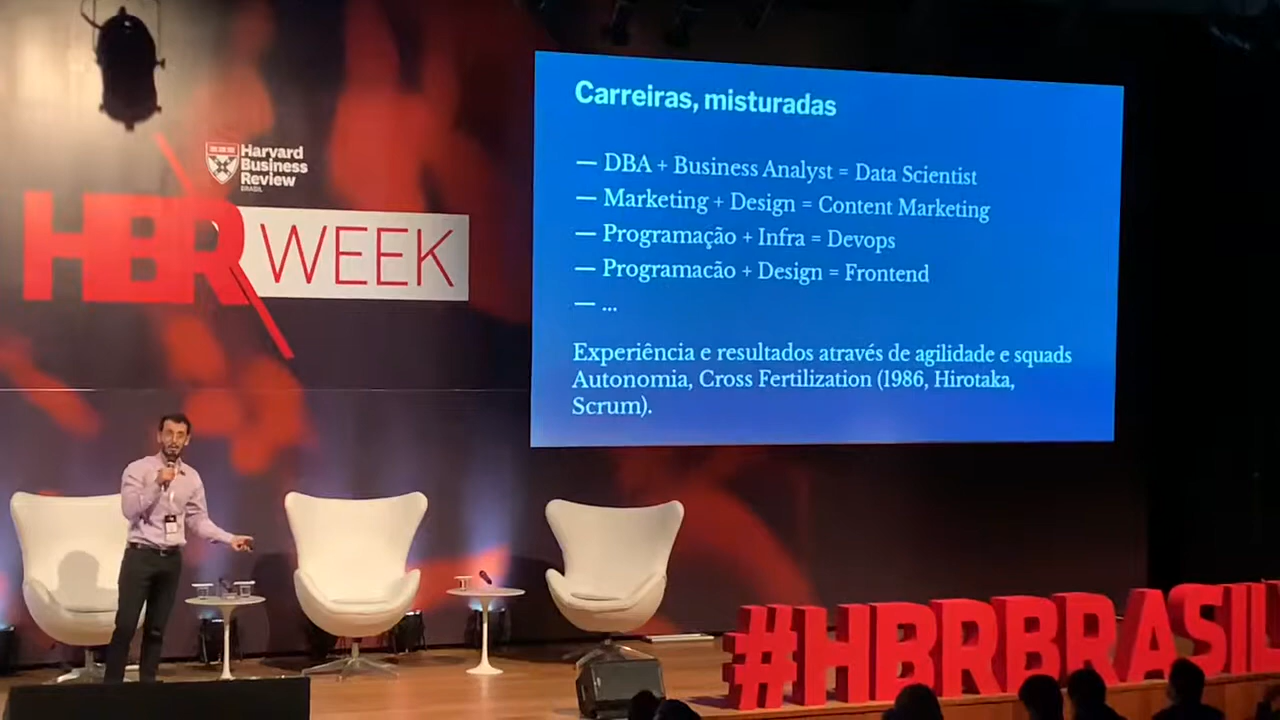 Harvard
Business
Review
BRASIL
HBR WEEK
Carreiras, misturadas
— DBA + Business Analyst = Data Scientist
— Marketing + Design = Content Marketing
— Programação + Infra = Devops
— Programacão + Design = Frontend
— ...
Experiência e resultados através de agilidade e squads
Autonomia, Cross Fertilization (1986, Hirotaka,
Scrum).
#HBRBRASIL